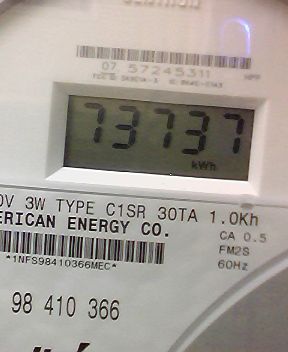 07 57245311
73737
kWh
0V 3W TYPE C1SR 30TA 1.0Kh
ERICAN ENERGY CO.
CA 0.5
FM2S
*1NFS98410366MEC*
60Hz
98 410 366